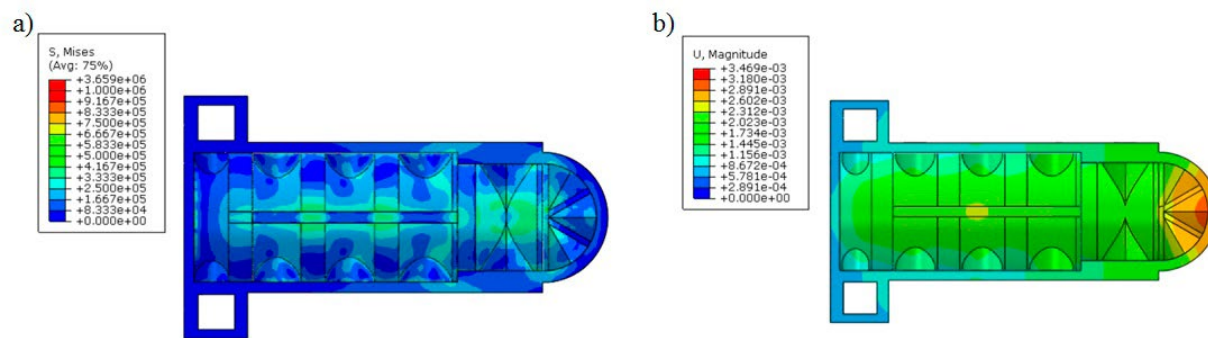 a)
S, Mises
(Avg: 75%)
+3.659e+06
+1.000e+06
+9.167e+05
+8.333e+05
+7.500e+05
+6.667e+05
+5.833e+05
+5.000e+05
+4.167e+05
+3.333e+05
+2.500e+05
+1.667e+05
+8.333e+04
+0.000e+00
b)
U, Magnitude
+3.469e-03
+3.180e-03
+2.891e-03
+2.602e-03
+2.312e-03
+2.023e-03
+1.734e-03
+1.445e-03
+1.156e-03
+8.672e-04
+5.781e-04
+2.891e-04
+0.000e+00